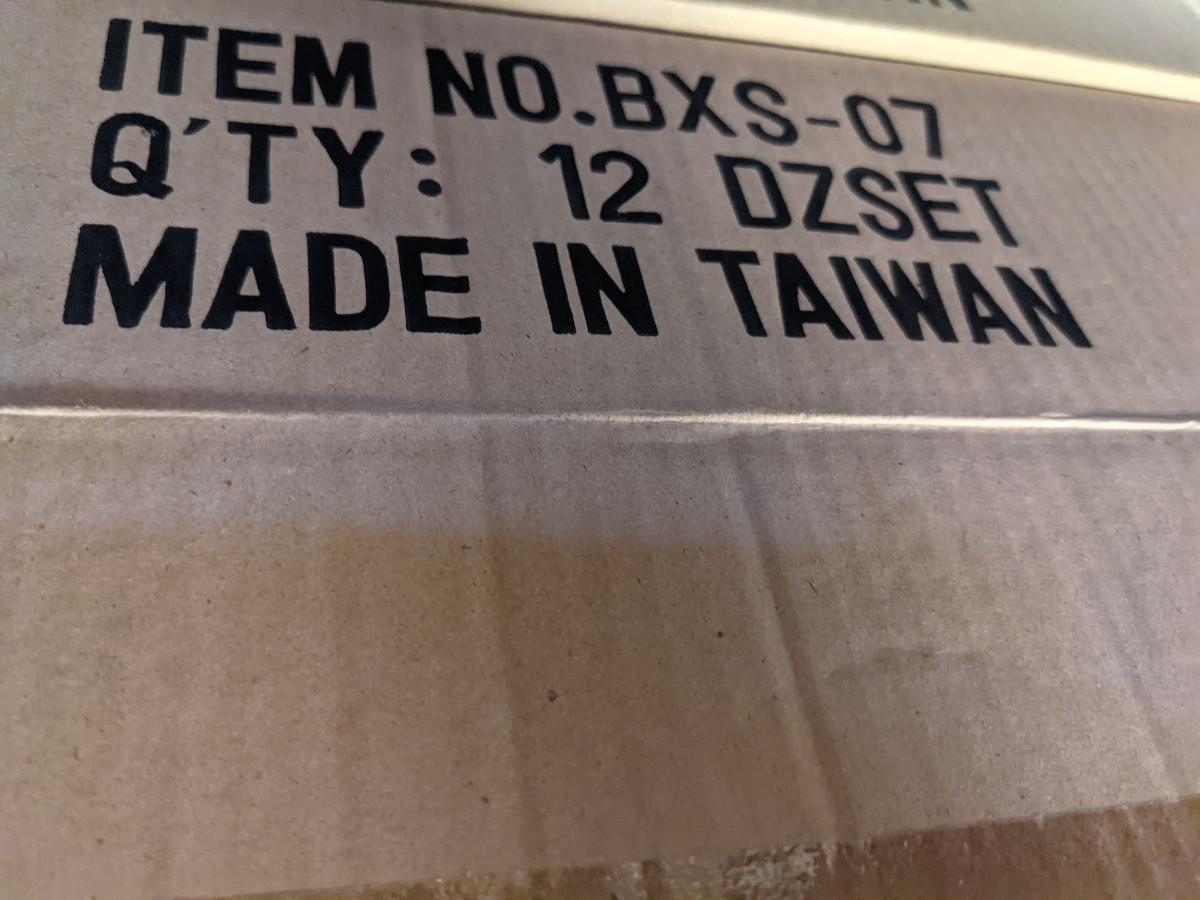 ITEM NO.BXS-07
Q'TY: 12 DZSET
MADE IN TAIWAN